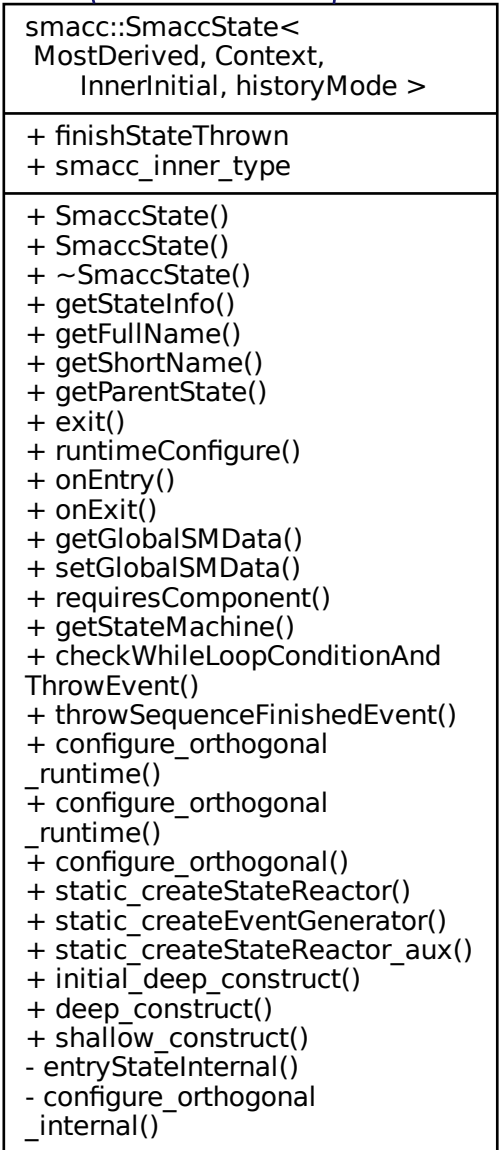 smacc::SmaccState<
MostDerived, Context,
InnerInitial, historyMode >
+ finishStateThrown
+ smacc_inner_type
+ SmaccState()
+ SmaccState()
+ ~SmaccState()
+ getStateInfo()
+ getFullName()
+ getShortName()
+ getParentState()
+ exit()
+ runtimeConfigure()
+ onEntry()
+ onExit()
+ getGlobalSMData()
+ setGlobalSMData()
+ requiresComponent()
+ getStateMachine()
+ checkWhileLoopConditionAnd
ThrowEvent()
+ throwSequenceFinishedEvent()
+ configure_orthogonal
_runtime()
+ configure_orthogonal
_runtime()
+ configure_orthogonal()
+ static_createStateReactor()
+ static_createEventGenerator()
+ static_createStateReactor_aux()
+ initial_deep_construct()
+ deep_construct()
+ shallow_construct()
- entryStateInternal()
- configure_orthogonal
_internal()